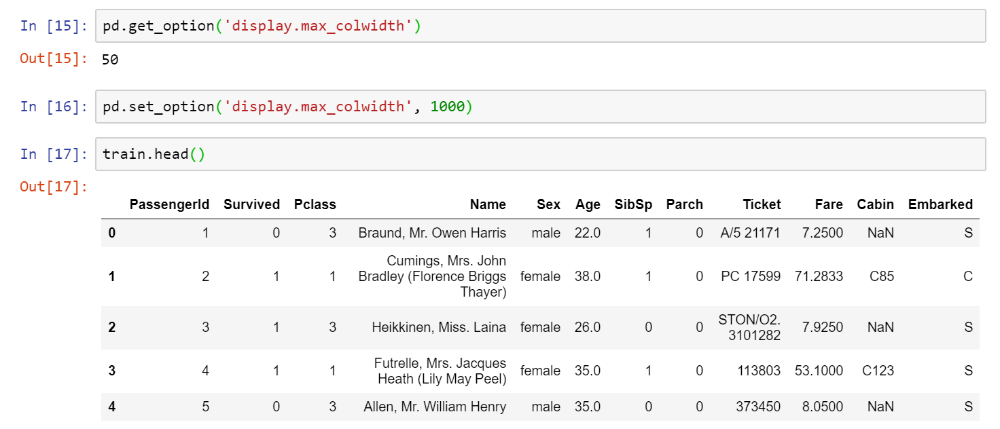 In [15]: pd.get_option('display.max_colwidth')
Out[15]: 50
In [16]: pd.set_option('display.max_colwidth', 1000)
In [17]: train.head()
Out[17]:
PassengerId Survived Pclass Name Sex Age SibSp Parch Ticket Fare Cabin Embarked
0 1 0 3 Braund, Mr. Owen Harris male 22.0 1 0 A/5 21171 7.2500 NaN S
Cumings, Mrs. John
1 2 1 1 Bradley (Florence Briggs female 38.0 1 0 PC 17599 71.2833 C85 C
Thayer)
2 3 1 3 Heikkinen, Miss. Laina female 26.0 0 0 STON/O2. 7.9250 NaN S
3101282
3 4 1 1 Futrelle, Mrs. Jacques female 35.0 1 0 113803 53.1000 C123 S
Heath (Lily May Peel)
4 5 0 3 Allen, Mr. William Henry male 35.0 0 0 373450 8.0500 NaN S